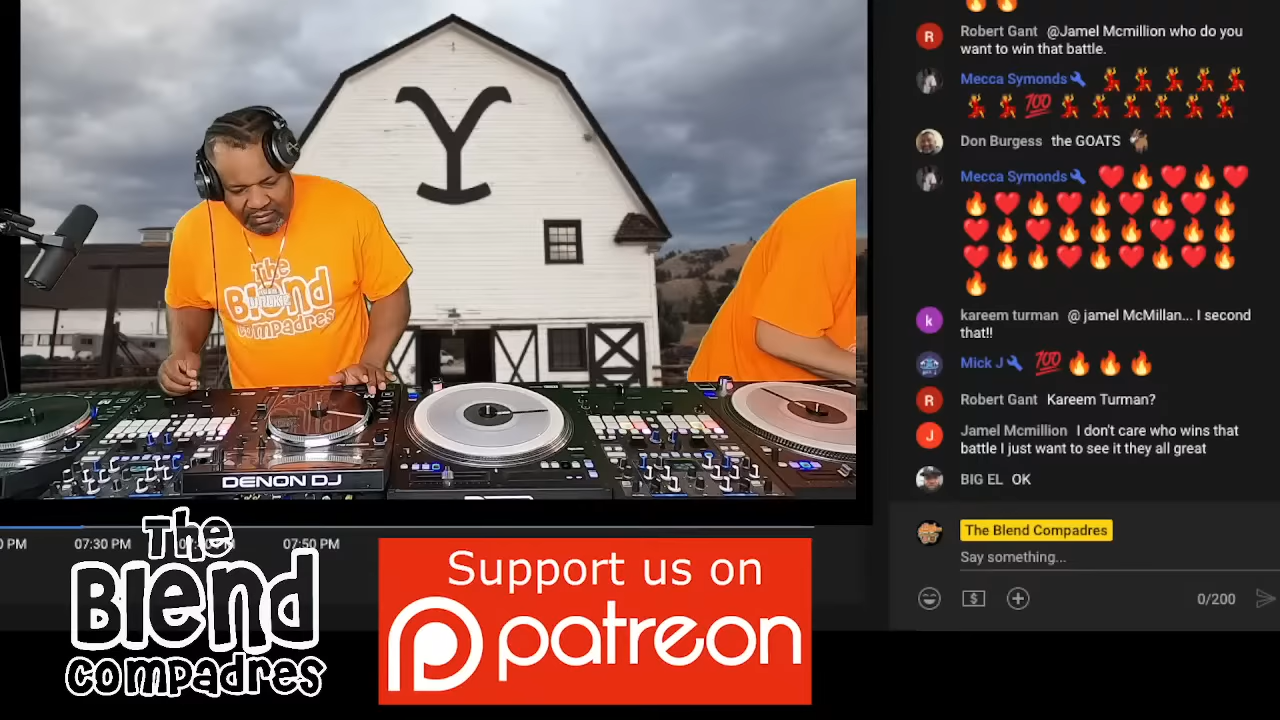 Robert Gant @Jamel Mcmillion who do you
want to win that battle.
Mecca Symonds
Don Burgess the GOATS
Mecca Symonds
kareem turman @ jamel McMillan... I second
that!!
Mick J
Robert Gant Kareem Turman?
Jamel Mcmillion I don't care who wins that
battle I just want to see it they all great
BIG EL OK
The Blend Compadres
Say something...
0/200
R
k
R
J
Y
The
Blend
compadres
DENON DJ
07:30 PM
07:50 PM
The
Blend
compadres
Support us on
patreon